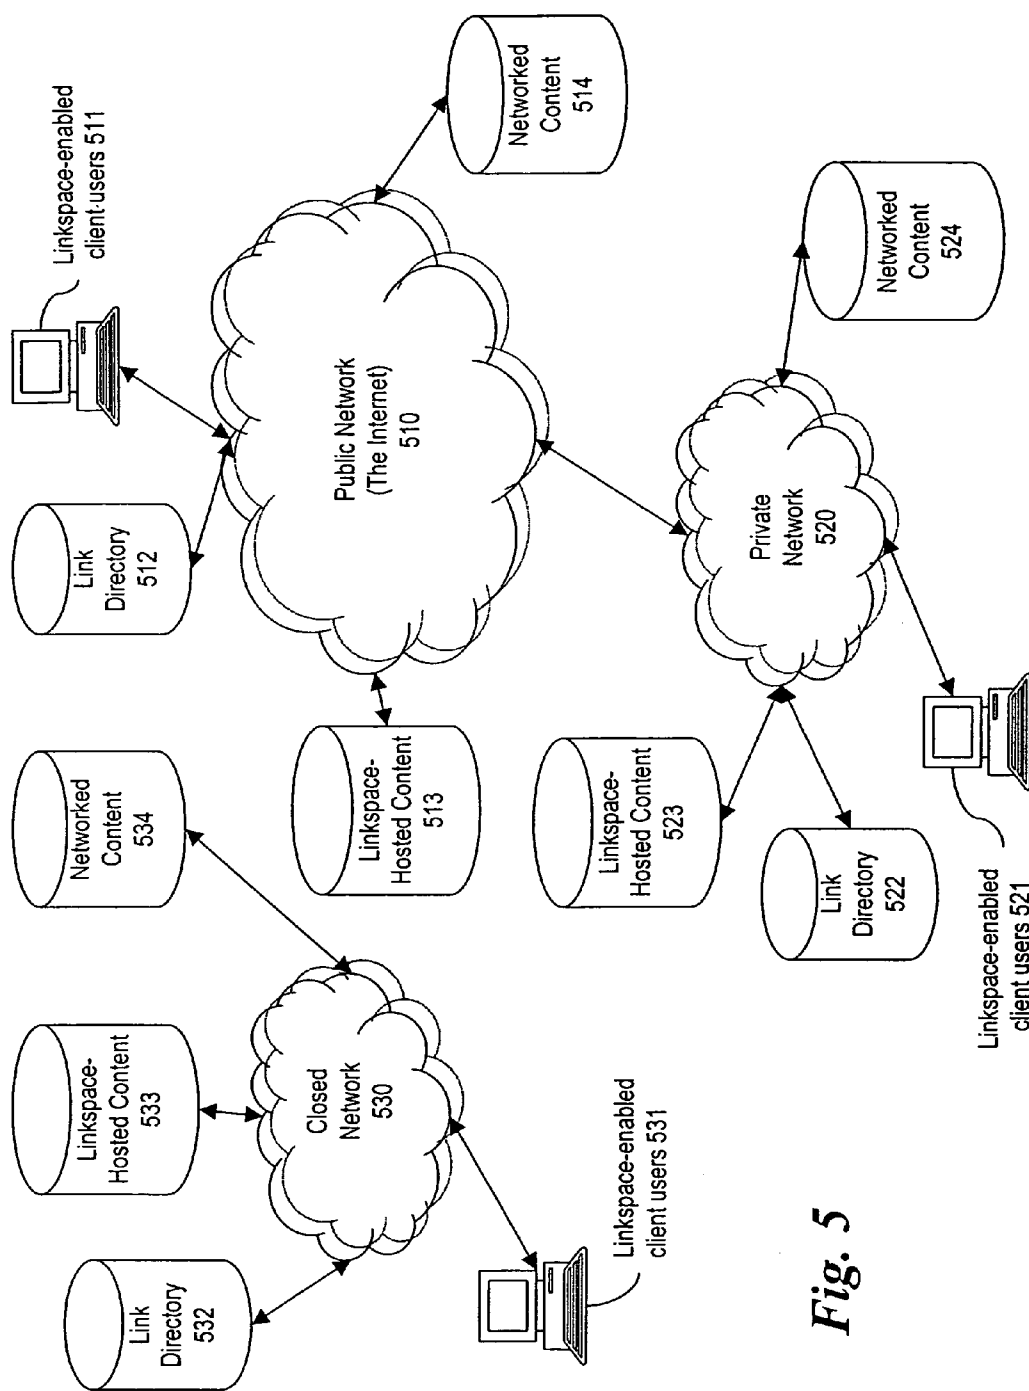 Link
Directory
532
Linkspace-
Hosted Content
533
Networked
Content
534
Link
Directory
512
Linkspace-enabled
client users 511
Closed
Network
530
Linkspace-
Hosted Content
513
Public Network
(The Internet)
510
Networked
Content
514
Linkspace-enabled
client users 531
Linkspace-
Hosted Content
523
Private
Network
520
Networked
Content
524
Link
Directory
522
Linkspace-enabled
client users 521
Fig. 5